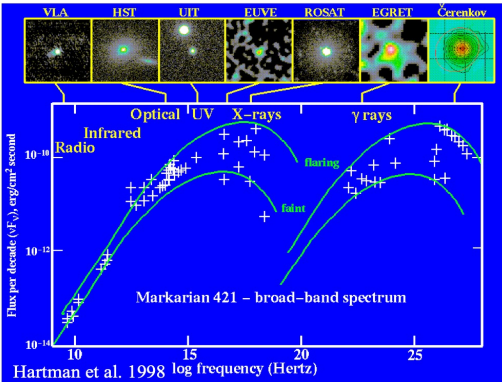 VLA HST UIT EUVE ROSAT EGRET Čerenkov
Optical UV X-rays γ rays
Infrared
Radio
10⁻¹⁰
flaring
faint
10⁻¹²
Flux per decade (νFᵥ), erg/cm² second
Markarian 421 - broad-band spectrum
10⁻¹⁴
10 15 20 25
Hartman et al. 1998 log frequency (Hertz)